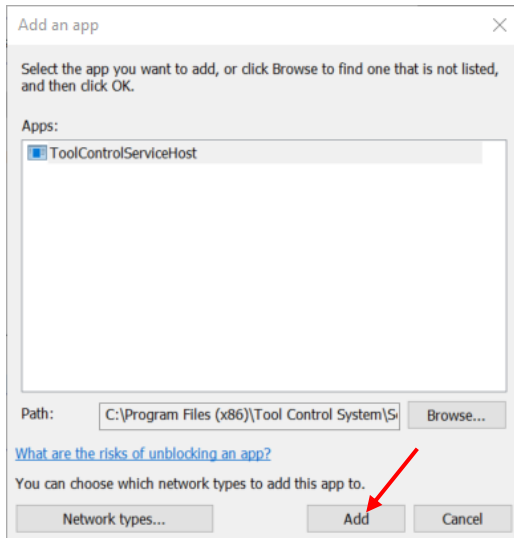 Add an app
Select the app you want to add, or click Browse to find one that is not listed,
and then click OK.
Apps:
ToolControlServiceHost
Path:
C:\Program Files (x86)\Tool Control System\S
Browse...
What are the risks of unblocking an app?
You can choose which network types to add this app to.
Network types...
Add
Cancel